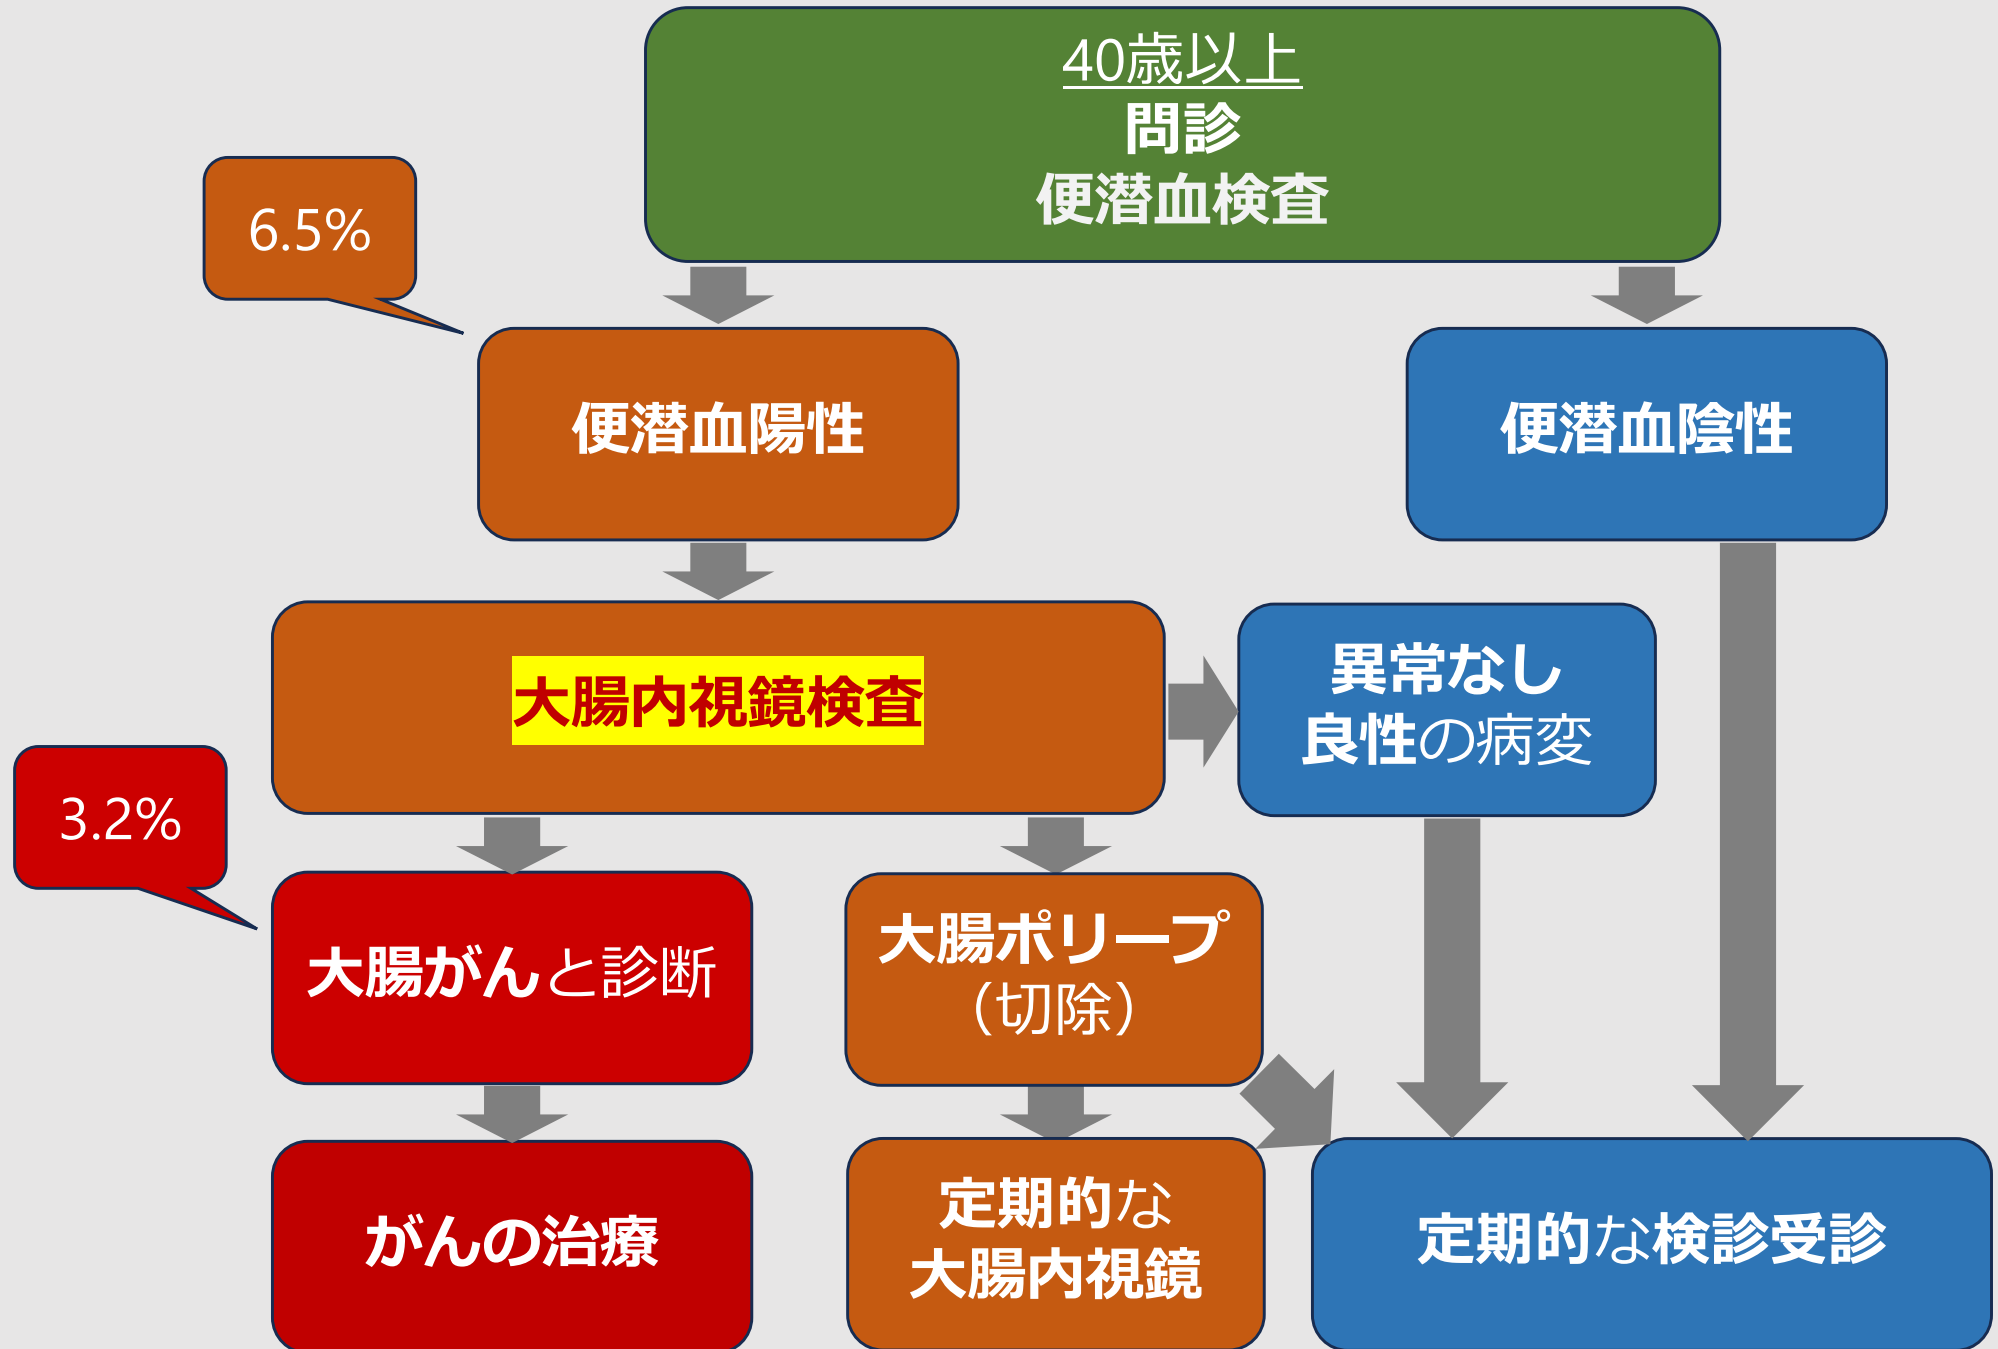 40歳以上
問診
便潜血検査
6.5%
便潜血陽性
便潜血陰性
大腸内視鏡検査
異常なし
良性の病変
3.2%
大腸がんと診断
大腸ポリープ
（切除）
がんの治療
定期的な
大腸内視鏡
定期的な検診受診